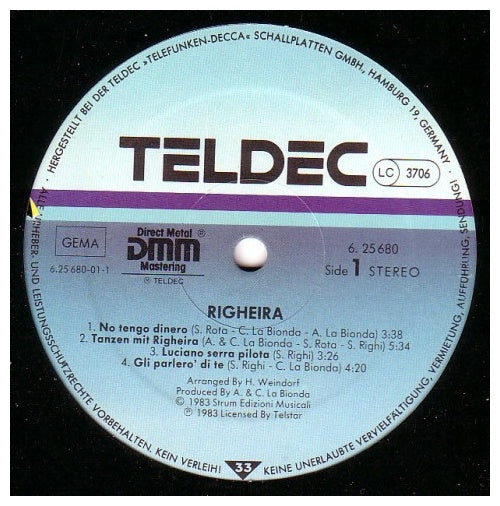 HERGESTELLT BEI DER TELDEC »TELEFUNKEN-DECCA« SCHALLPLATTEN GMBH, HAMBURG 19, GERMANY ·
TELDEC
LC 3706
GEMA
6.25 680-01-1
Direct Metal ®
DMM
Mastering
℗ TELDEC
6. 25 680
Side 1 STEREO
RIGHEIRA
1. No tengo dinero (S. Rota - C. La Bionda - A. La Bionda) 3:38
2. Tanzen mit Righeira (A. & C. La Bionda - S. Rota - S. Righi) 5:34
3. Luciano serra pilota (S. Righi) 3:26
4. Gli parlero' di te (S. Righi - C. La Bionda) 4:20
Arranged By H. Weindorf
Produced By A. & C. La Bionda
© 1983 Strum Edizioni Musicali
℗ 1983 Licensed By Telstar
UND LEISTUNGSSCHUTZRECHTE VORBEHALTEN. KEIN VERLEIH!
KEINE UNERLAUBTE VERVIELFÄLTIGUNG, VERMIETUNG, AUFFÜHRUNG, SENDUNG!
33